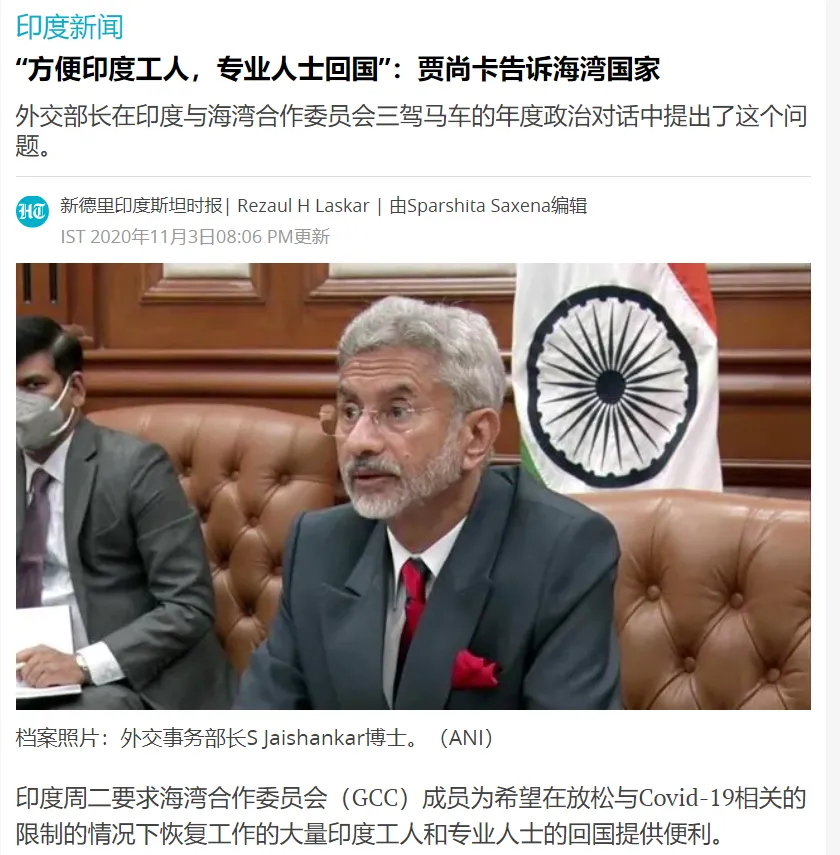 印度新闻
“方便印度工人，专业人士回国”：贾尚卡告诉海湾国家
外交部长在印度与海湾合作委员会三驾马车的年度政治对话中提出了这个问
题。
HT
新德里印度斯坦时报| Rezaul H Laskar | 由Sparshita Saxena编辑
IST 2020年11月3日08:06 PM更新
档案照片：外交事务部长S Jaishankar博士。（ANI）
印度周二要求海湾合作委员会（GCC）成员为希望在放松与Covid-19相关的
限制的情况下恢复工作的大量印度工人和专业人士的回国提供便利。